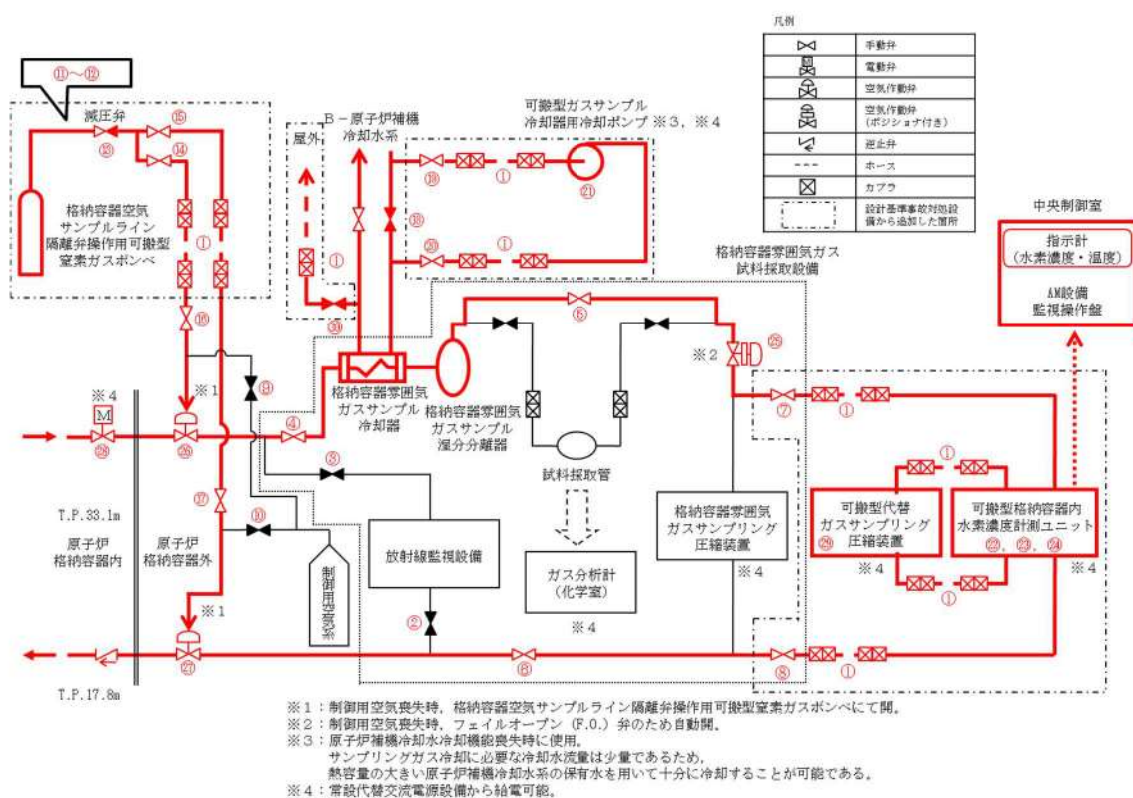 凡例
手動弁
M
電動弁
空気作動弁
空気作動弁
(ポジショナ付き)
逆止弁
ホース
カプラ
設計基準事故対処設
備から追加した箇所
⑪～⑫
減圧弁
⑮
⑬
⑭
格納容器空気
サンプルライン
隔離弁操作用可搬型
窒素ガスボンベ
①
⑯
屋外
B-原子炉補機
冷却水系
①
可搬型ガスサンプル
冷却器用冷却ポンプ ※3，※4
⑲
①
㉑
⑱
⑳
①
格納容器雰囲気ガス
試料採取設備
中央制御室
指示計
(水素濃度・温度)
AM設備
監視操作盤
⑥
※2
㉕
⑨
※1
※4
M
㉘
㉖
④
格納容器雰囲気
ガスサンプル
冷却器
格納容器雰囲気
ガスサンプル
湿分分離器
⑦
①
③
試料採取管
①
⑰
⑩
T.P.33.1m
原子炉
格納容器内
原子炉
格納容器外
制御用空気系
放射線監視設備
ガス分析計
(化学室)
※4
格納容器雰囲気
ガスサンプリング
圧縮装置
※4
可搬型代替
ガスサンプリング
圧縮装置
㉙
※4
可搬型格納容器内
水素濃度計測ユニット
㉒，㉓，㉔
※4
①
※1
②
㉗
⑧
①
T.P.17.8m
※1：制御用空気喪失時，格納容器空気サンプルライン隔離弁操作用可搬型窒素ガスボンベにて開。
※2：制御用空気喪失時，フェイルオープン（F.O.）弁のため自動開。
※3：原子炉補機冷却水冷却機能喪失時に使用。
サンプリングガス冷却に必要な冷却水流量は少量であるため，
熱容量の大きい原子炉補機冷却水系の保有水を用いて十分に冷却することが可能である。
※4：常設代替交流電源設備から給電可能。